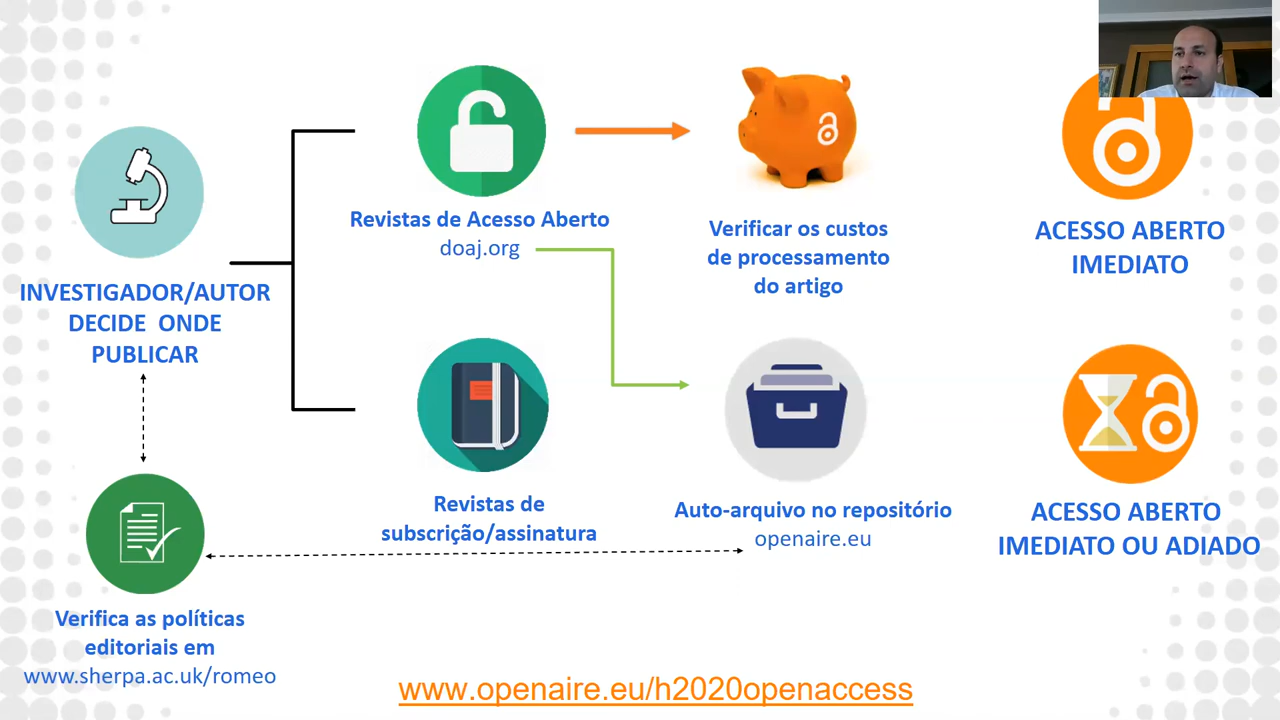 INVESTIGADOR/AUTOR
DECIDE ONDE
PUBLICAR
Verifica as políticas
editoriais em
www.sherpa.ac.uk/romeo
Revistas de Acesso Aberto
doaj.org
Revistas de
subscrição/assinatura
Verificar os custos
de processamento
do artigo
Auto-arquivo no repositório
openaire.eu
ACESSO ABERTO
IMEDIATO
ACESSO ABERTO
IMEDIATO OU ADIADO
www.openaire.eu/h2020openaccess